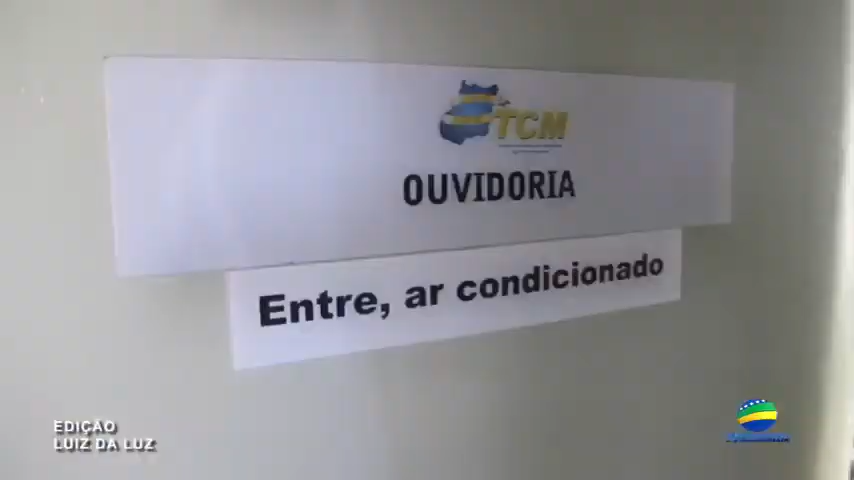 TCM
OUVIDORIA
Entre, ar condicionado
EDIÇÃO
LUIZ DA LUZ